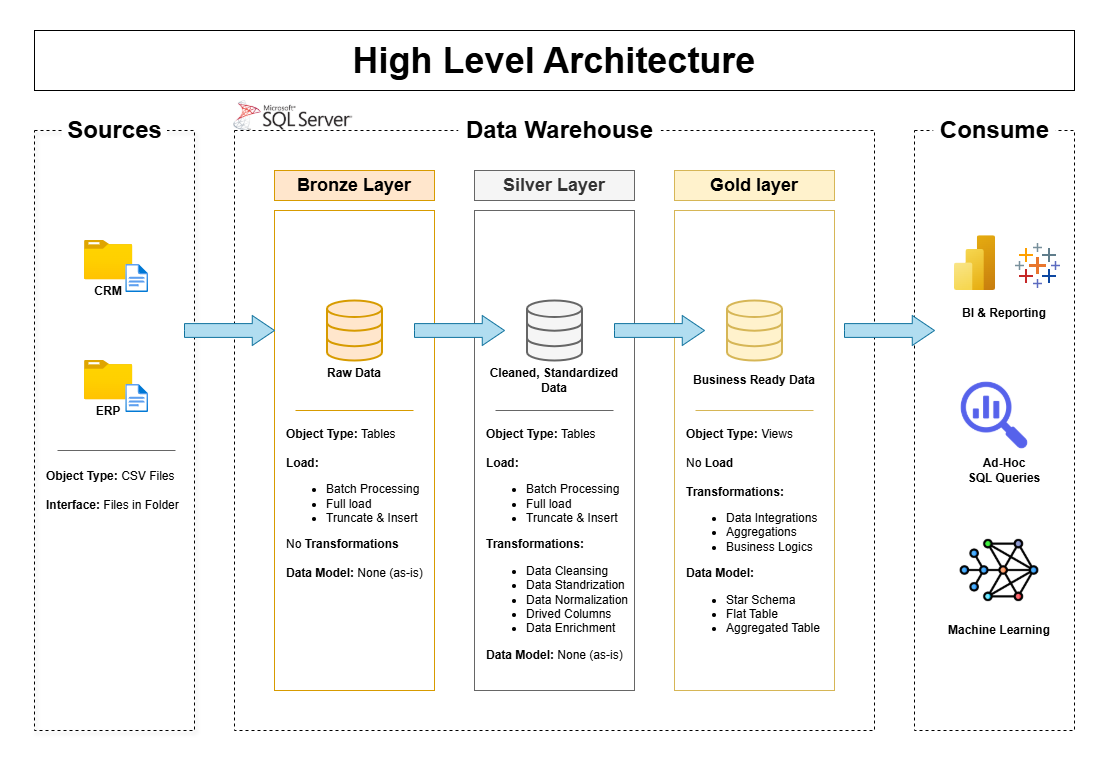 High Level Architecture
Microsoft®
SQL Server
Sources
CRM
ERP
Object Type: CSV Files
Interface: Files in Folder
Data Warehouse
Bronze Layer
Raw Data
Object Type: Tables
Load:
• Batch Processing
• Full load
• Truncate & Insert
No Transformations
Data Model: None (as-is)
Silver Layer
Cleaned, Standardized
Data
Object Type: Tables
Load:
• Batch Processing
• Full load
• Truncate & Insert
Transformations:
• Data Cleansing
• Data Standrization
• Data Normalization
• Drived Columns
• Data Enrichment
Data Model: None (as-is)
Gold layer
Business Ready Data
Object Type: Views
No Load
Transformations:
• Data Integrations
• Aggregations
• Business Logics
Data Model:
• Star Schema
• Flat Table
• Aggregated Table
Consume
BI & Reporting
Ad-Hoc
SQL Queries
Machine Learning